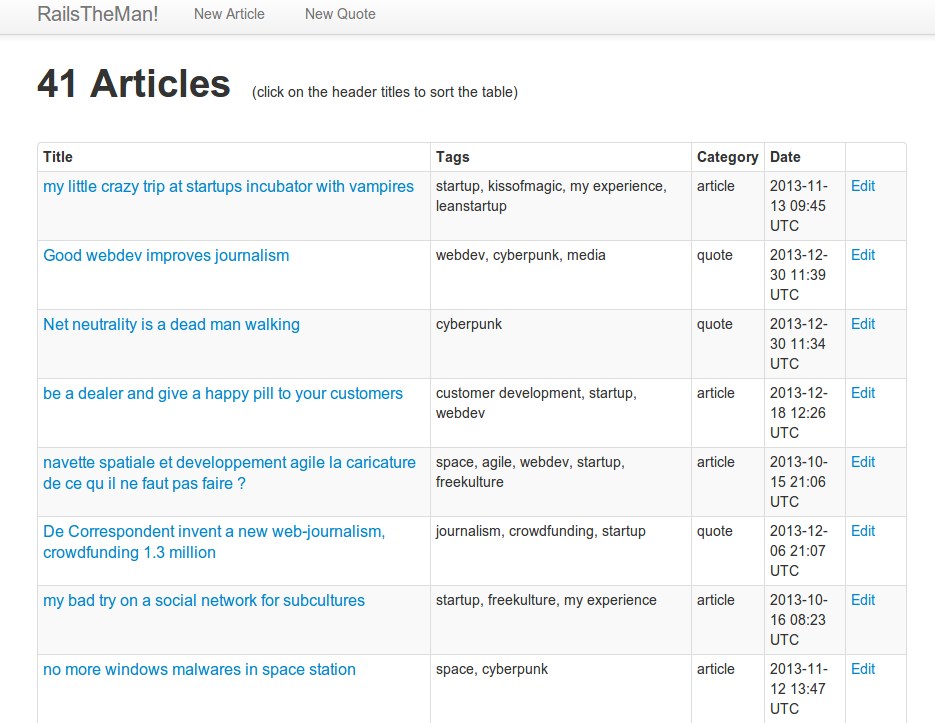 RailsTheMan! New Article New Quote
41 Articles (click on the header titles to sort the table)
Title Tags Category Date
my little crazy trip at startups incubator with vampires startup, kissofmagic, my experience, article 2013-11- Edit
leanstartup 13 09:45
UTC
Good webdev improves journalism webdev, cyberpunk, media quote 2013-12- Edit
30 11:39
UTC
Net neutrality is a dead man walking cyberpunk quote 2013-12- Edit
30 11:34
UTC
be a dealer and give a happy pill to your customers customer development, startup, article 2013-12- Edit
webdev 18 12:26
UTC
navette spatiale et developpement agile la caricature space, agile, webdev, startup, article 2013-10- Edit
de ce qu il ne faut pas faire ? freekulture 15 21:06
UTC
De Correspondent invent a new web-journalism, journalism, crowdfunding, startup quote 2013-12- Edit
crowdfunding 1.3 million 06 21:07
UTC
my bad try on a social network for subcultures startup, freekulture, my experience article 2013-10- Edit
16 08:23
UTC
no more windows malwares in space station space, cyberpunk article 2013-11- Edit
12 13:47
UTC